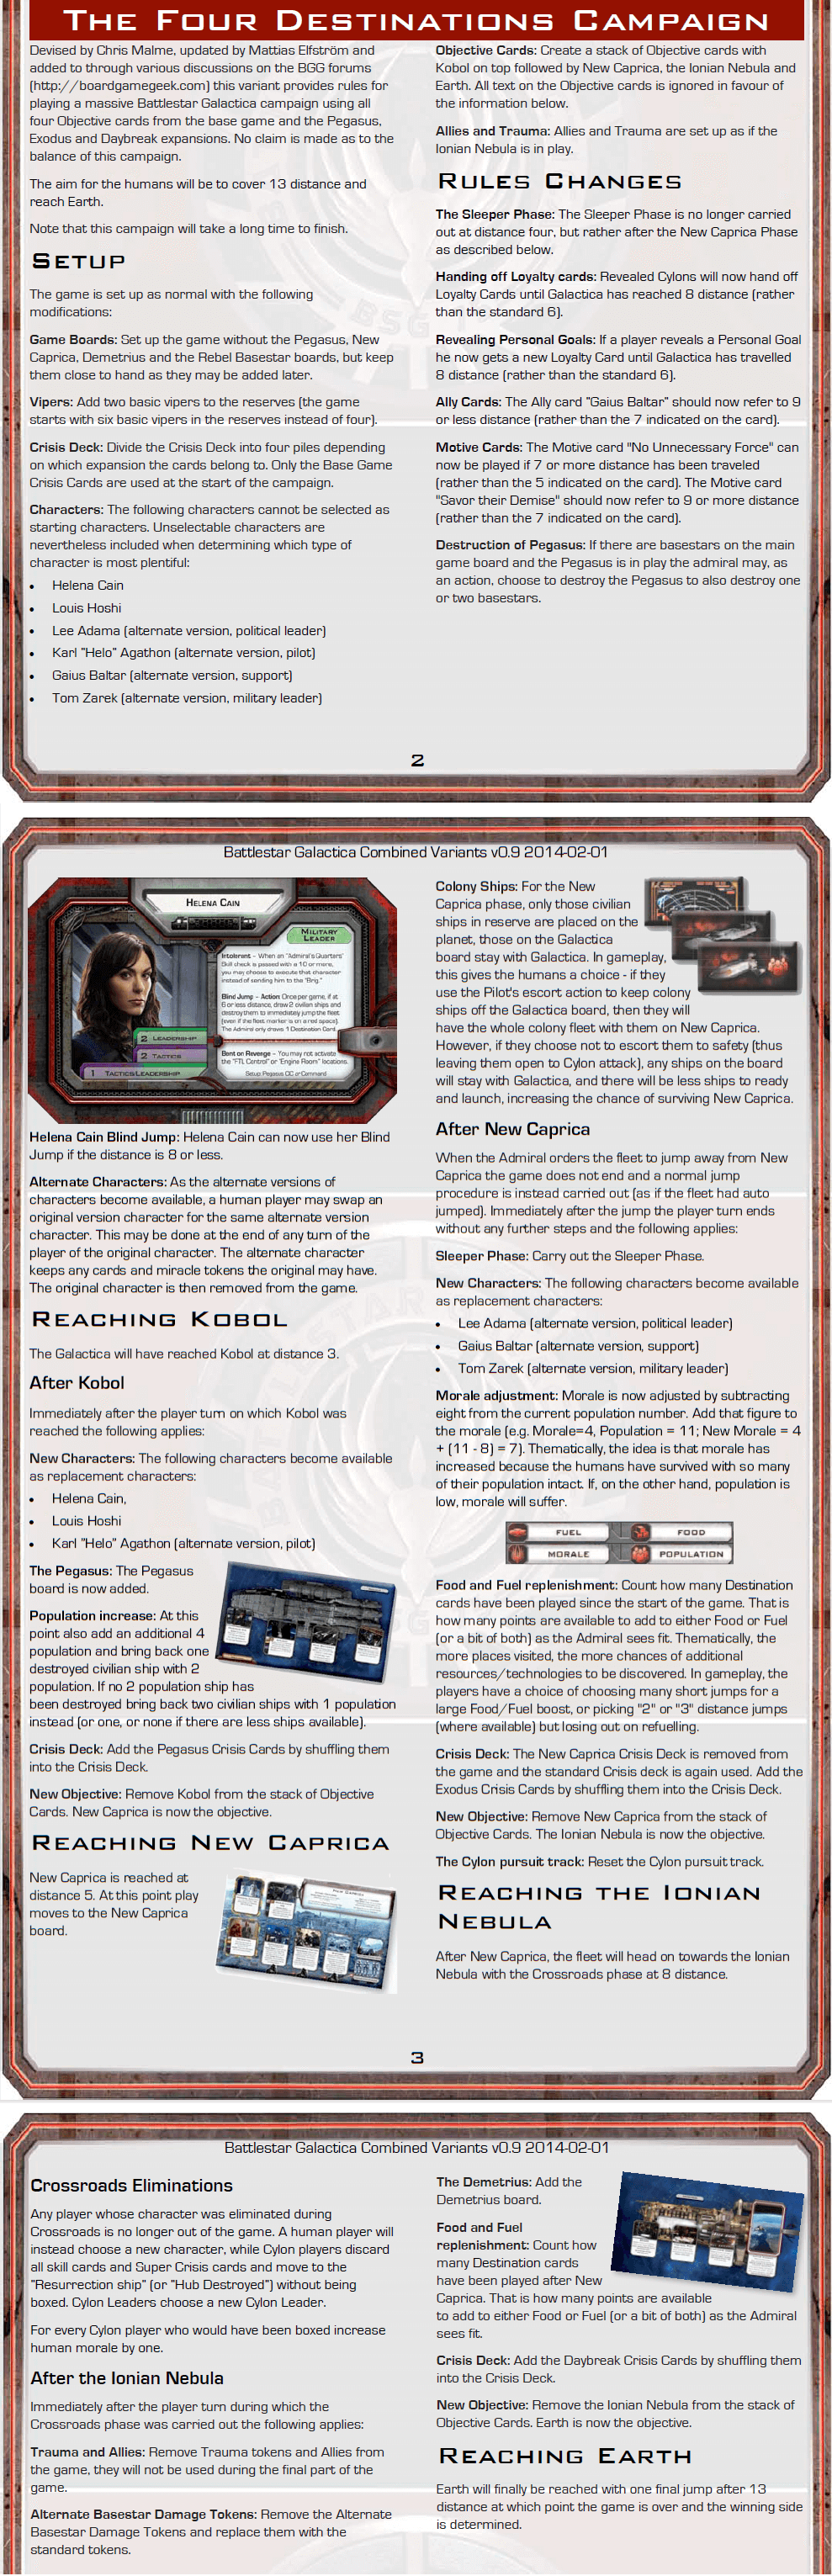 The Four Destinations Campaign
Devised by Chris Malme, updated by Mattias Elfström and
added to through various discussions on the BGG forums
(http://boardgamegeek.com) this variant provides rules for
playing a massive Battlestar Galactica campaign using all
four Objective cards from the base game and the Pegasus,
Exodus and Daybreak expansions. No claim is made as to the
balance of this campaign.
The aim for the humans will be to cover 13 distance and
reach Earth.
Note that this campaign will take a long time to finish.
Setup
The game is set up as normal with the following
modifications:
Game Boards: Set up the game without the Pegasus, New
Caprica, Demetrius and the Rebel Basestar boards, but keep
them close to hand as they may be added later.
Vipers: Add two basic vipers to the reserves (the game
starts with six basic vipers in the reserves instead of four).
Crisis Deck: Divide the Crisis Deck into four piles depending
on which expansion the cards belong to. Only the Base Game
Crisis Cards are used at the start of the campaign.
Characters: The following characters cannot be selected as
starting characters. Unselectable characters are
nevertheless included when determining which type of
character is most plentiful:
• Helena Cain
• Louis Hoshi
• Lee Adama (alternate version, political leader)
• Karl "Helo" Agathon (alternate version, pilot)
• Gaius Baltar (alternate version, support)
• Tom Zarek (alternate version, military leader)
Objective Cards: Create a stack of Objective cards with
Kobol on top followed by New Caprica, the Ionian Nebula and
Earth. All text on the Objective cards is ignored in favour of
the information below.
Allies and Trauma: Allies and Trauma are set up as if the
Ionian Nebula is in play.
Rules Changes
The Sleeper Phase: The Sleeper Phase is no longer carried
out at distance four, but rather after the New Caprica Phase
as described below.
Handing off Loyalty cards: Revealed Cylons will now hand off
Loyalty Cards until Galactica has reached 8 distance (rather
than the standard 6).
Revealing Personal Goals: If a player reveals a Personal Goal
he now gets a new Loyalty Card until Galactica has travelled
8 distance (rather than the standard 6).
Ally Cards: The Ally card "Gaius Baltar" should now refer to 9
or less distance (rather than the 7 indicated on the card).
Motive Cards: The Motive card "No Unnecessary Force" can
now be played if 7 or more distance has been traveled
(rather than the 5 indicated on the card). The Motive card
"Savor their Demise" should now refer to 9 or more distance
(rather than the 7 indicated on the card).
Destruction of Pegasus: If there are basestars on the main
game board and the Pegasus is in play the admiral may, as
an action, choose to destroy the Pegasus to also destroy one
or two basestars.
2
Battlestar Galactica Combined Variants v0.9 2014-02-01
Helena Cain
Military
Leader
Intolerant - When an "Admiral's Quarters"
Skill check is passed with a 10 or more,
you may choose to execute that character
instead of sending him to the "Brig."
Blind Jump - Action: Once per game, if at
6 or less distance, draw 2 civilian ships and
destroy them to immediately jump the fleet
(even if the fleet marker is on a red space).
The Admiral only draws 1 Destination Card.
Bent on Revenge - You may not activate
the "FTL Control" or "Engine Room" locations.
Setup: Pegasus CIC or Command
2 Leadership
2 Tactics
1 Tactics/Leadership
Helena Cain Blind Jump: Helena Cain can now use her Blind
Jump if the distance is 8 or less.
Alternate Characters: As the alternate versions of
characters become available, a human player may swap an
original version character for the same alternate version
character. This may be done at the end of any turn of the
player of the original character. The alternate character
keeps any cards and miracle tokens the original may have.
The original character is then removed from the game.
Reaching Kobol
The Galactica will have reached Kobol at distance 3.
After Kobol
Immediately after the player turn on which Kobol was
reached the following applies:
New Characters: The following characters become available
as replacement characters:
• Helena Cain,
• Louis Hoshi
• Karl "Helo" Agathon (alternate version, pilot)
The Pegasus: The Pegasus
board is now added.
Population increase: At this
point also add an additional 4
population and bring back one
destroyed civilian ship with 2
population. If no 2 population ship has
been destroyed bring back two civilian ships with 1 population
instead (or one, or none if there are less ships available).
Crisis Deck: Add the Pegasus Crisis Cards by shuffling them
into the Crisis Deck.
New Objective: Remove Kobol from the stack of Objective
Cards. New Caprica is now the objective.
Reaching New Caprica
New Caprica is reached at
distance 5. At this point play
moves to the New Caprica
board.
Colony Ships: For the New
Caprica phase, only those civilian
ships in reserve are placed on the
planet, those on the Galactica
board stay with Galactica. In gameplay,
this gives the humans a choice - if they
use the Pilot's escort action to keep colony
ships off the Galactica board, then they will
have the whole colony fleet with them on New Caprica.
However, if they choose not to escort them to safety (thus
leaving them open to Cylon attack), any ships on the board
will stay with Galactica, and there will be less ships to ready
and launch, increasing the chance of surviving New Caprica.
After New Caprica
When the Admiral orders the fleet to jump away from New
Caprica the game does not end and a normal jump
procedure is instead carried out (as if the fleet had auto
jumped). Immediately after the jump the player turn ends
without any further steps and the following applies:
Sleeper Phase: Carry out the Sleeper Phase.
New Characters: The following characters become available
as replacement characters:
• Lee Adama (alternate version, political leader)
• Gaius Baltar (alternate version, support)
• Tom Zarek (alternate version, military leader)
Morale adjustment: Morale is now adjusted by subtracting
eight from the current population number. Add that figure to
the morale (e.g. Morale=4, Population = 11; New Morale = 4
+ (11 - 8) = 7). Thematically, the idea is that morale has
increased because the humans have survived with so many
of their population intact. If, on the other hand, population is
low, morale will suffer.
FUEL FOOD
MORALE POPULATION
Food and Fuel replenishment: Count how many Destination
cards have been played since the start of the game. That is
how many points are available to add to either Food or Fuel
(or a bit of both) as the Admiral sees fit. Thematically, the
more places visited, the more chances of additional
resources/technologies to be discovered. In gameplay, the
players have a choice of choosing many short jumps for a
large Food/Fuel boost, or picking "2" or "3" distance jumps
(where available) but losing out on refuelling.
Crisis Deck: The New Caprica Crisis Deck is removed from
the game and the standard Crisis deck is again used. Add the
Exodus Crisis Cards by shuffling them into the Crisis Deck.
New Objective: Remove New Caprica from the stack of
Objective Cards. The Ionian Nebula is now the objective.
The Cylon pursuit track: Reset the Cylon pursuit track.
Reaching the Ionian
Nebula
After New Caprica, the fleet will head on towards the Ionian
Nebula with the Crossroads phase at 8 distance.
3
Battlestar Galactica Combined Variants v0.9 2014-02-01
Crossroads Eliminations
Any player whose character was eliminated during
Crossroads is no longer out of the game. A human player will
instead choose a new character, while Cylon players discard
all skill cards and Super Crisis cards and move to the
"Resurrection ship" (or "Hub Destroyed") without being
boxed. Cylon Leaders choose a new Cylon Leader.
For every Cylon player who would have been boxed increase
human morale by one.
After the Ionian Nebula
Immediately after the player turn during which the
Crossroads phase was carried out the following applies:
Trauma and Allies: Remove Trauma tokens and Allies from
the game, they will not be used during the final part of the
game.
Alternate Basestar Damage Tokens: Remove the Alternate
Basestar Damage Tokens and replace them with the
standard tokens.
The Demetrius: Add the
Demetrius board.
Food and Fuel
replenishment: Count how
many Destination cards
have been played after New
Caprica. That is how many points are available
to add to either Food or Fuel (or a bit of both) as the Admiral
sees fit.
Crisis Deck: Add the Daybreak Crisis Cards by shuffling them
into the Crisis Deck.
New Objective: Remove the Ionian Nebula from the stack of
Objective Cards. Earth is now the objective.
Reaching Earth
Earth will finally be reached with one final jump after 13
distance at which point the game is over and the winning side
is determined.